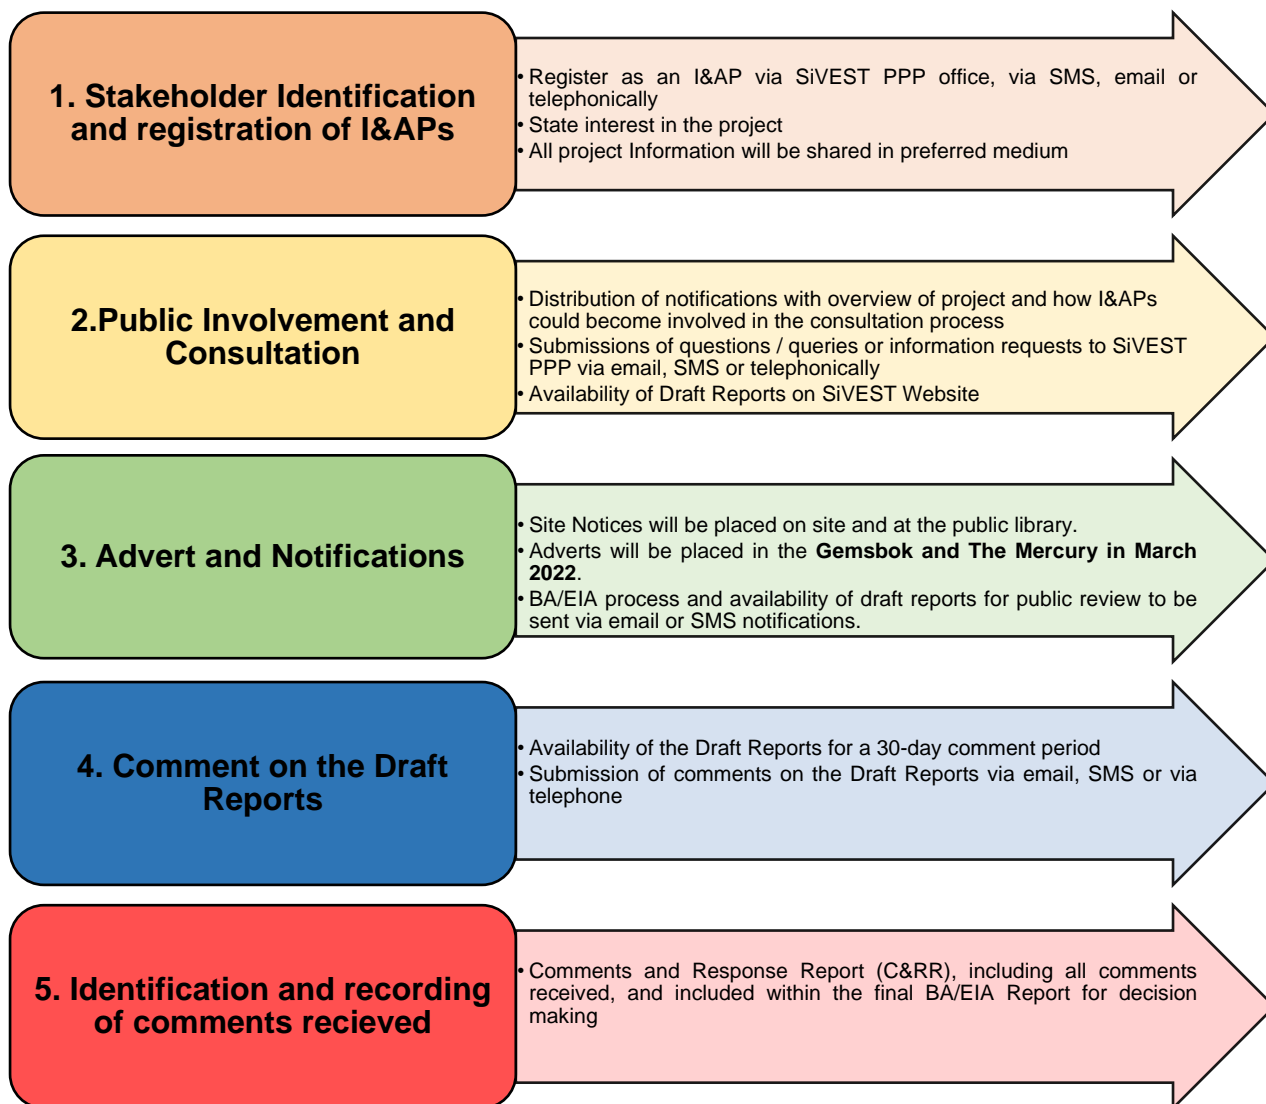 1. Stakeholder Identification
and registration of I&APs
• Register as an I&AP via SiVEST PPP office, via SMS, email or
telephonically
• State interest in the project
• All project Information will be shared in preferred medium
2.Public Involvement and
Consultation
• Distribution of notifications with overview of project and how I&APs
could become involved in the consultation process
• Submissions of questions / queries or information requests to SiVEST
PPP via email, SMS or telephonically
• Availability of Draft Reports on SiVEST Website
3. Advert and Notifications
• Site Notices will be placed on site and at the public library.
• Adverts will be placed in the Gemsbok and The Mercury in March
2022.
• BA/EIA process and availability of draft reports for public review to be
sent via email or SMS notifications.
4. Comment on the Draft
Reports
• Availability of the Draft Reports for a 30-day comment period
• Submission of comments on the Draft Reports via email, SMS or via
telephone
5. Identification and recording
of comments recieved
• Comments and Response Report (C&RR), including all comments
received, and included within the final BA/EIA Report for decision
making